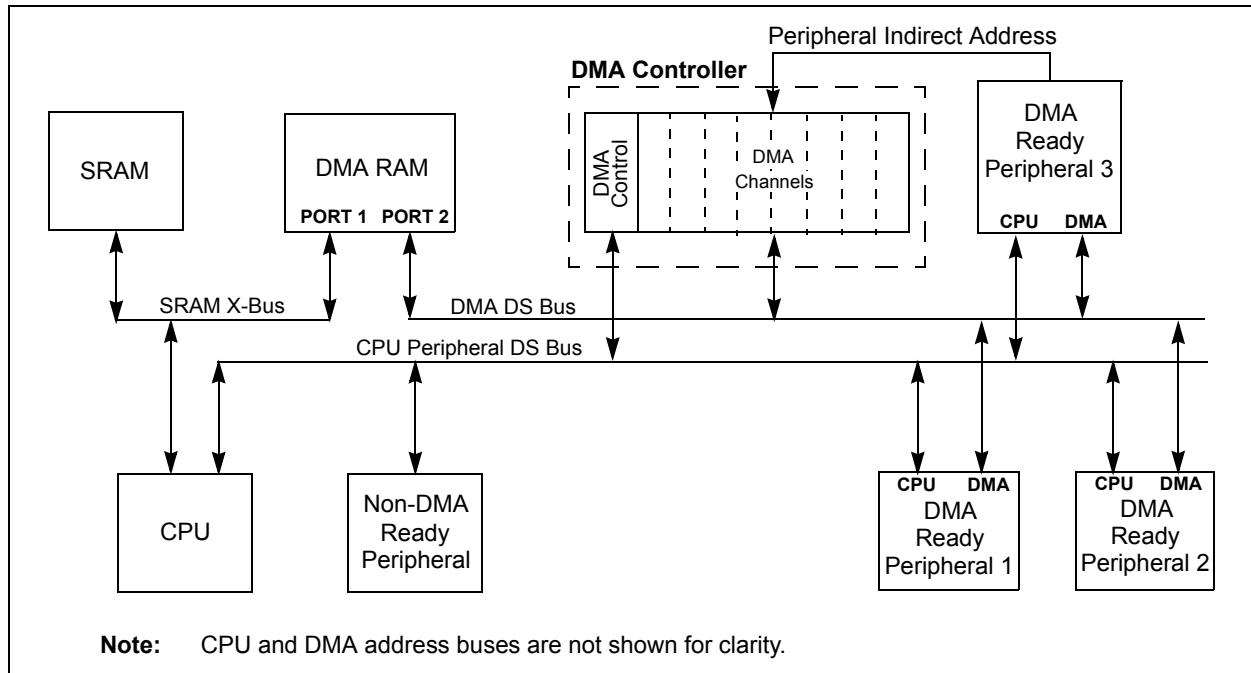 Peripheral Indirect Address
DMA Controller
SRAM
DMA RAM
PORT 1 PORT 2
DMA
Control
DMA
Channels
DMA
Ready
Peripheral 3
CPU DMA
SRAM X-Bus
DMA DS Bus
CPU Peripheral DS Bus
CPU
Non-DMA
Ready
Peripheral
CPU DMA
DMA
Ready
Peripheral 1
CPU DMA
DMA
Ready
Peripheral 2
Note: CPU and DMA address buses are not shown for clarity.